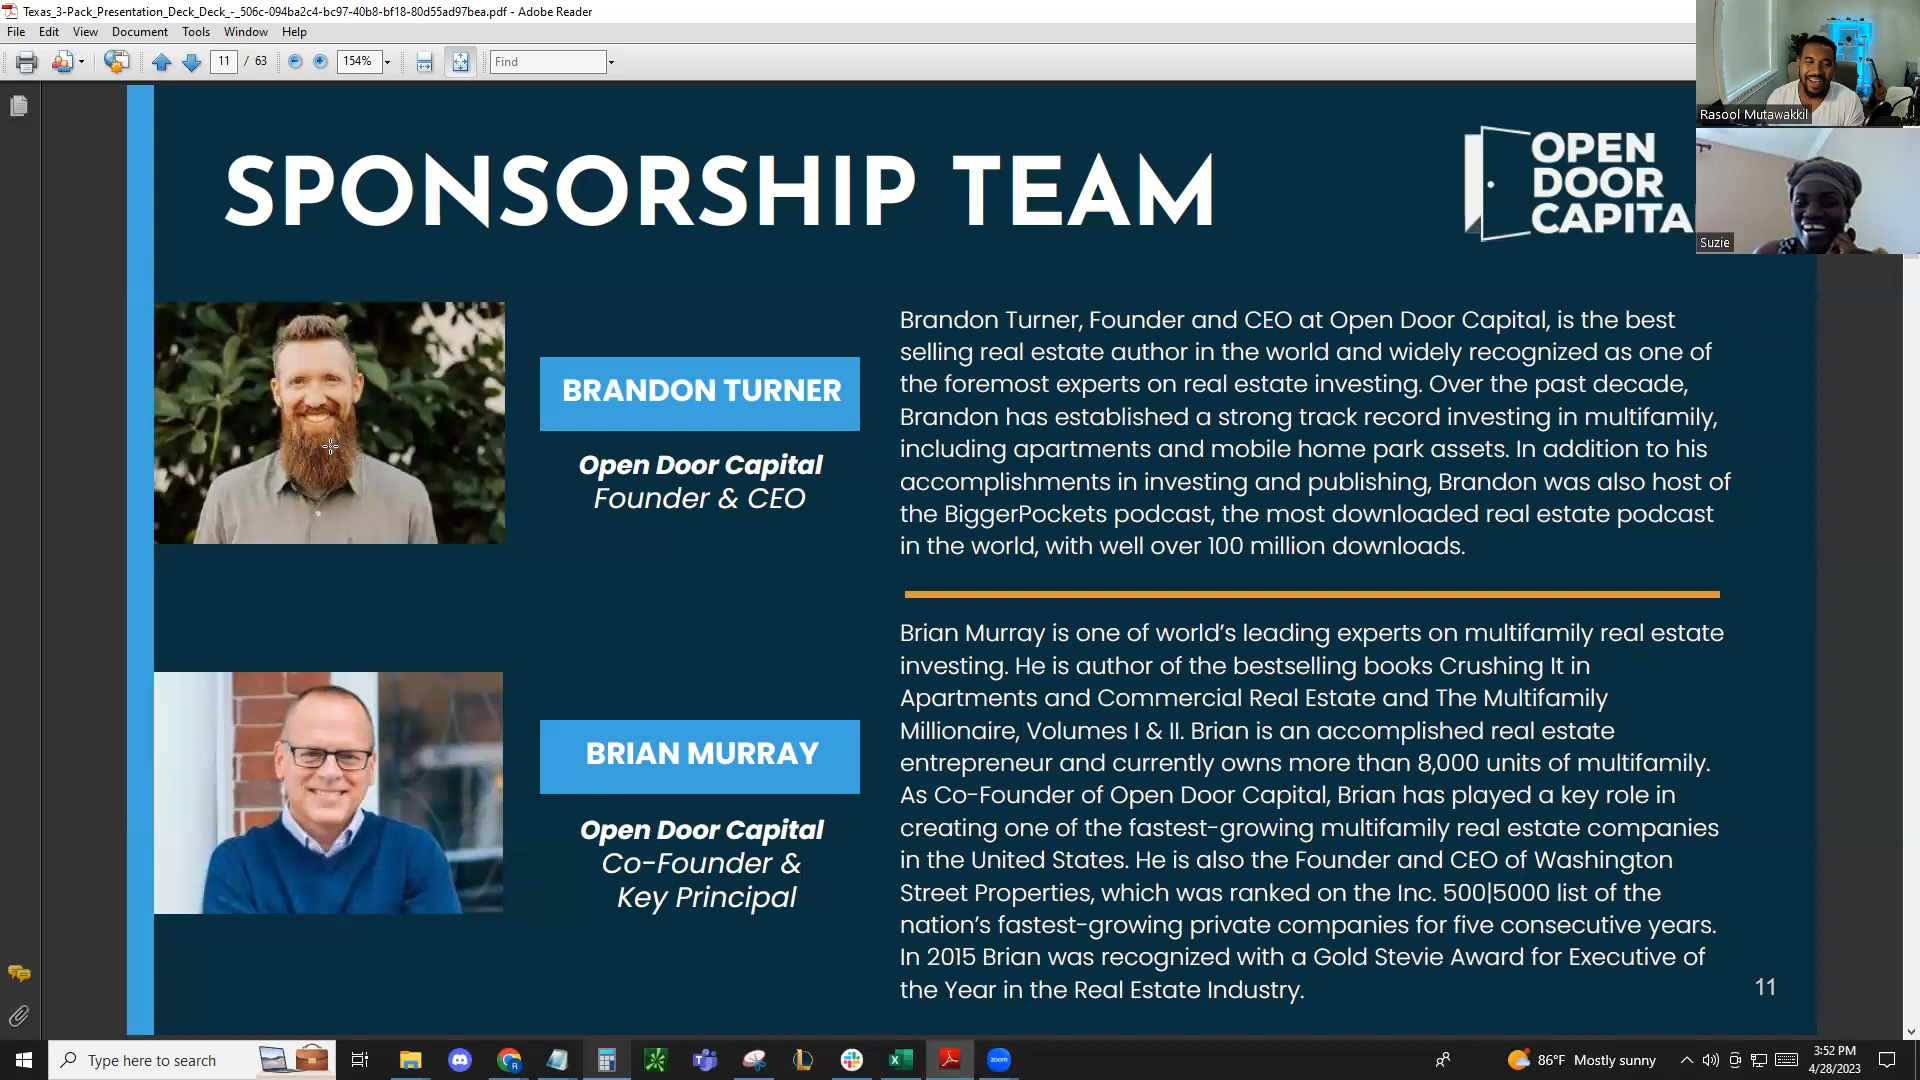 Texas_3-Pack_Presentation_Deck_Deck_-_506c-094ba2c4-bc97-40b8-bf18-80d55ad97bea.pdf - Adobe Reader
File Edit View Document Tools Window Help
11 / 63 154% Find
Rasool Mutawakkil
Suzie
SPONSORSHIP TEAM
OPEN
DOOR
CAPITA
BRANDON TURNER
Open Door Capital
Founder & CEO
Brandon Turner, Founder and CEO at Open Door Capital, is the best
selling real estate author in the world and widely recognized as one of
the foremost experts on real estate investing. Over the past decade,
Brandon has established a strong track record investing in multifamily,
including apartments and mobile home park assets. In addition to his
accomplishments in investing and publishing, Brandon was also host of
the BiggerPockets podcast, the most downloaded real estate podcast
in the world, with well over 100 million downloads.
BRIAN MURRAY
Open Door Capital
Co-Founder &
Key Principal
Brian Murray is one of world's leading experts on multifamily real estate
investing. He is author of the bestselling books Crushing It in
Apartments and Commercial Real Estate and The Multifamily
Millionaire, Volumes I & II. Brian is an accomplished real estate
entrepreneur and currently owns more than 8,000 units of multifamily.
As Co-Founder of Open Door Capital, Brian has played a key role in
creating one of the fastest-growing multifamily real estate companies
in the United States. He is also the Founder and CEO of Washington
Street Properties, which was ranked on the Inc. 500|5000 list of the
nation's fastest-growing private companies for five consecutive years.
In 2015 Brian was recognized with a Gold Stevie Award for Executive of
the Year in the Real Estate Industry.
11
Type here to search
zoom
86°F Mostly sunny
3:52 PM
4/28/2023